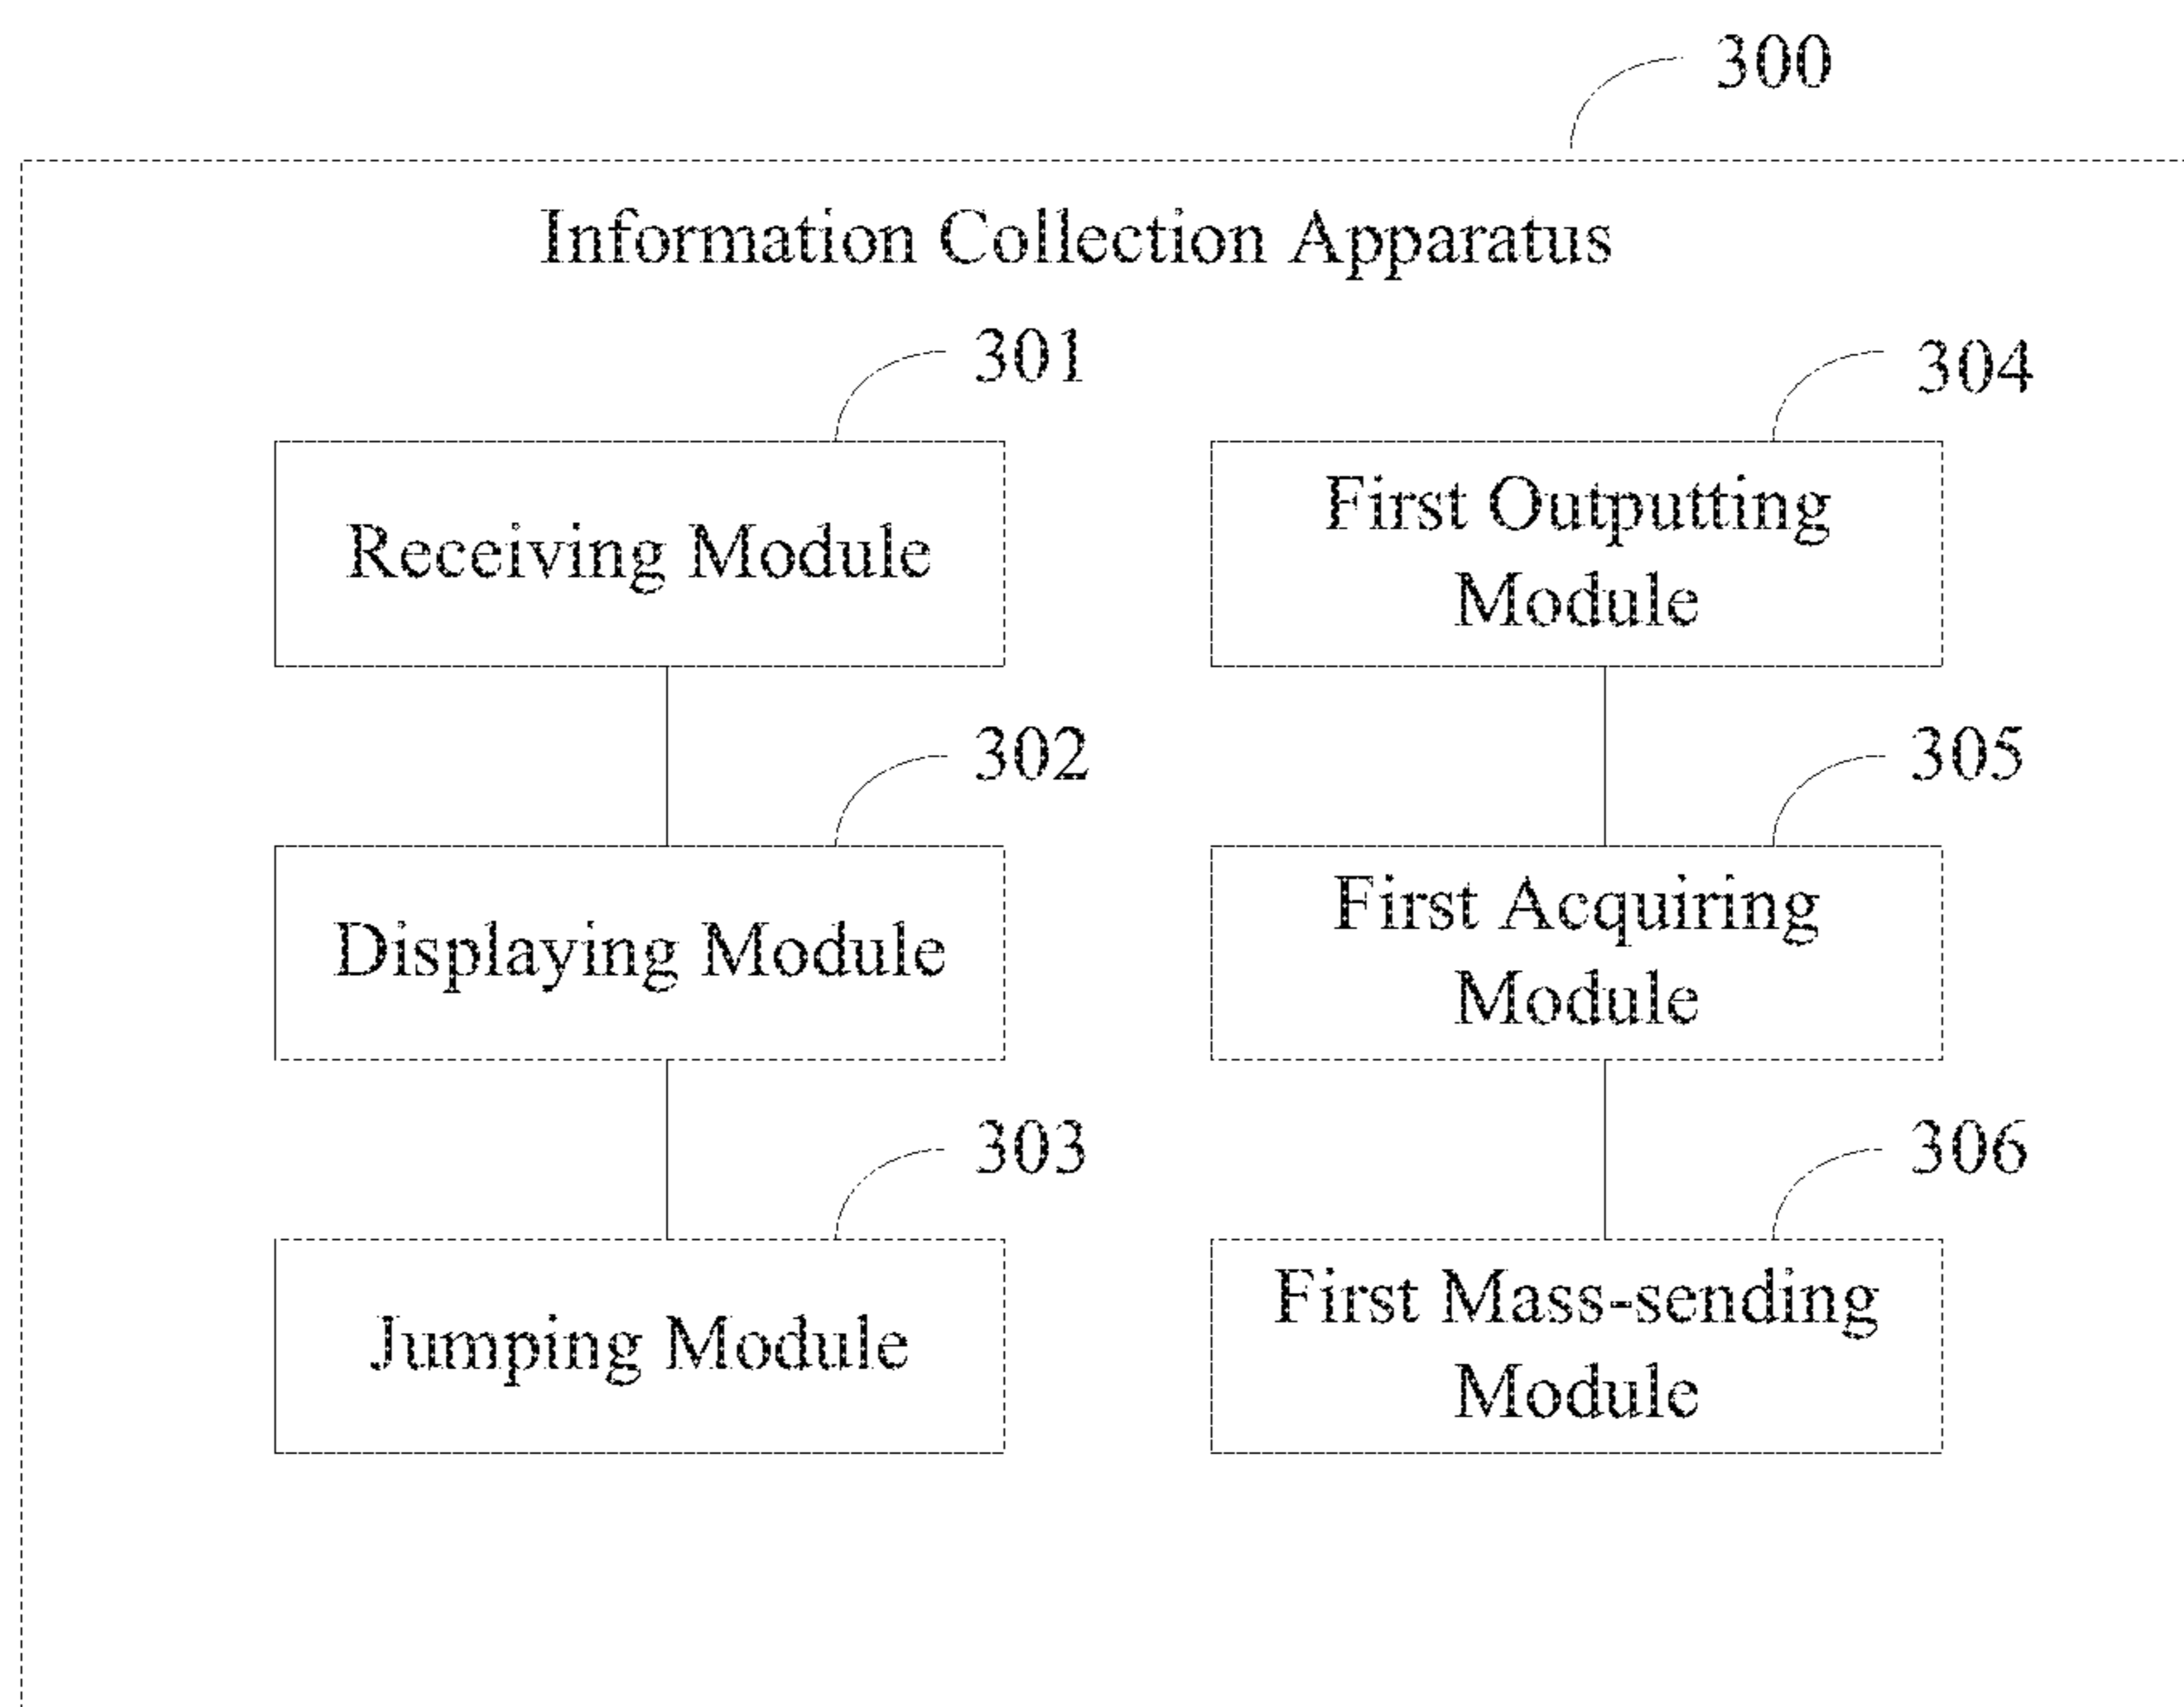 300
Information Collection Apparatus
301
304
Receiving Module
First Outputting
Module
302
305
Displaying Module
First Acquiring
Module
303
306
Jumping Module
First Mass-sending
Module